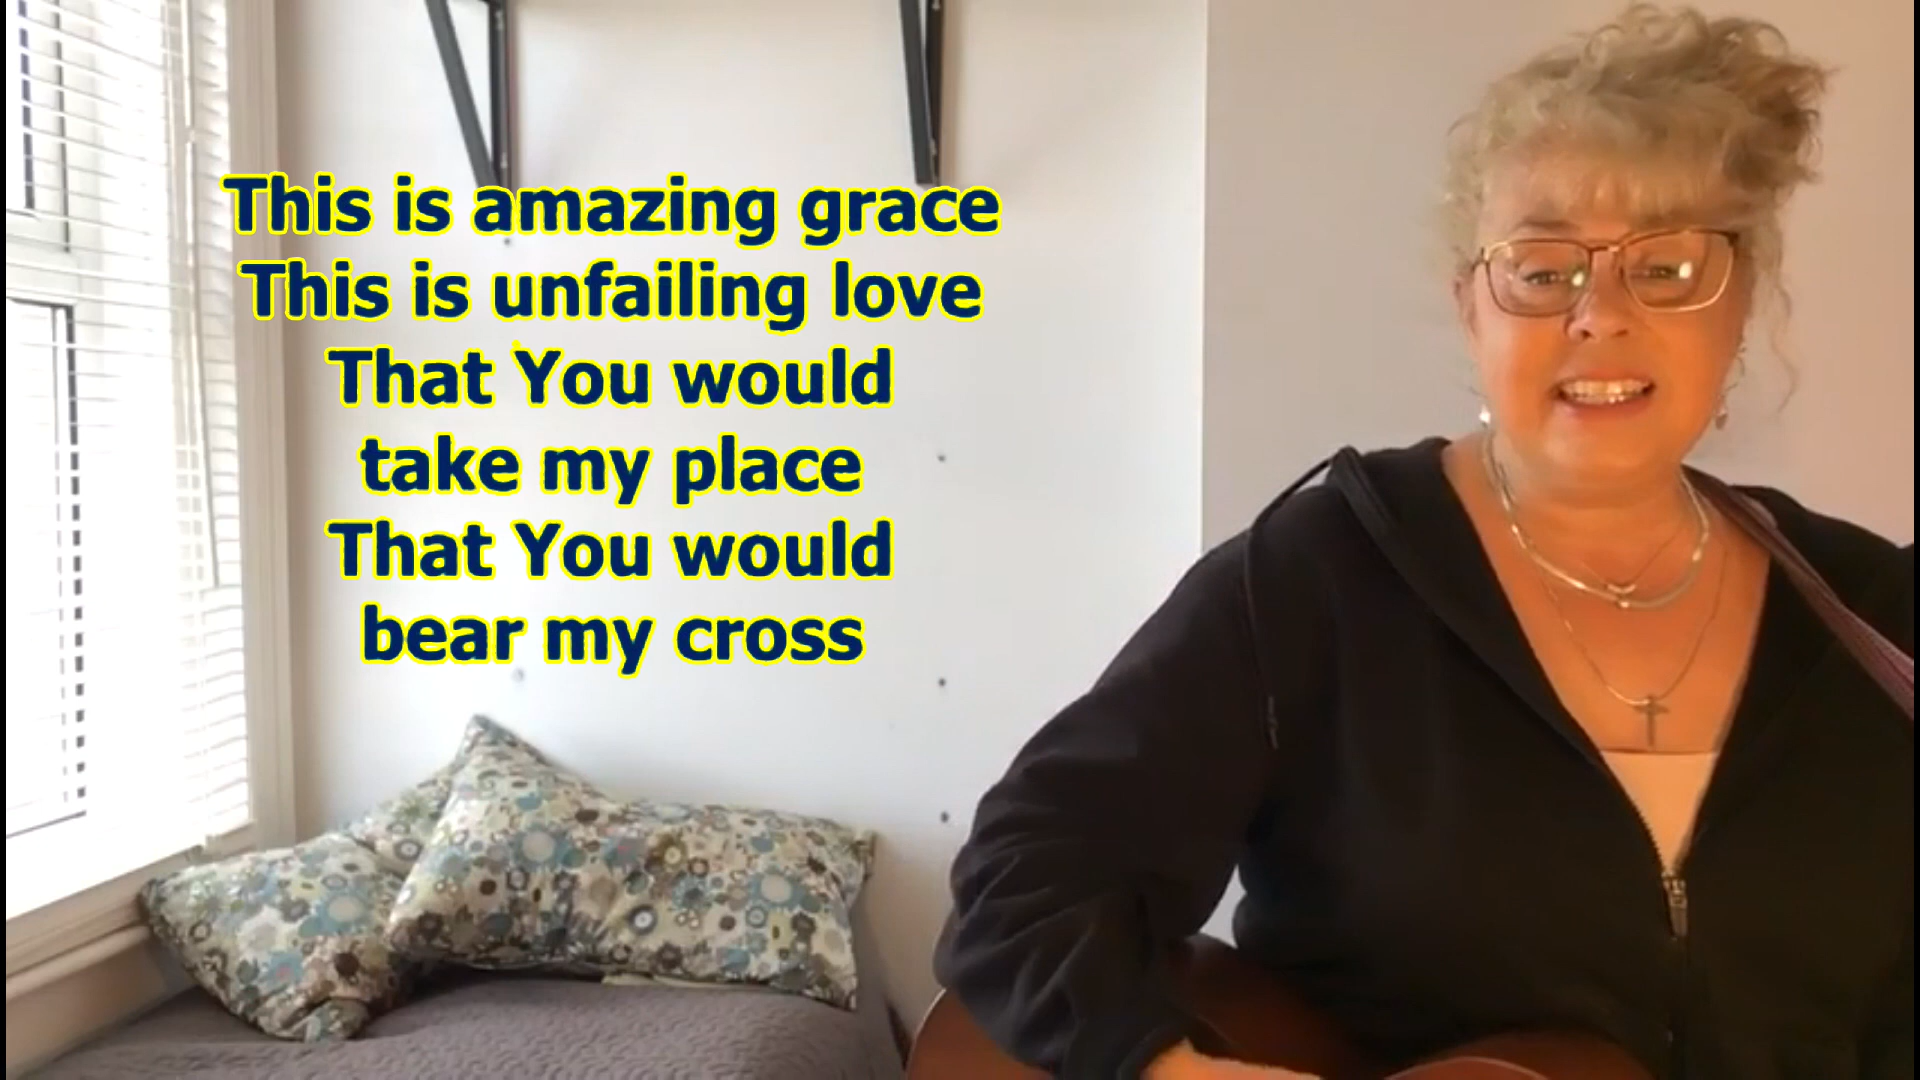 This is amazing grace
This is unfailing love
That You would
take my place
That You would
bear my cross